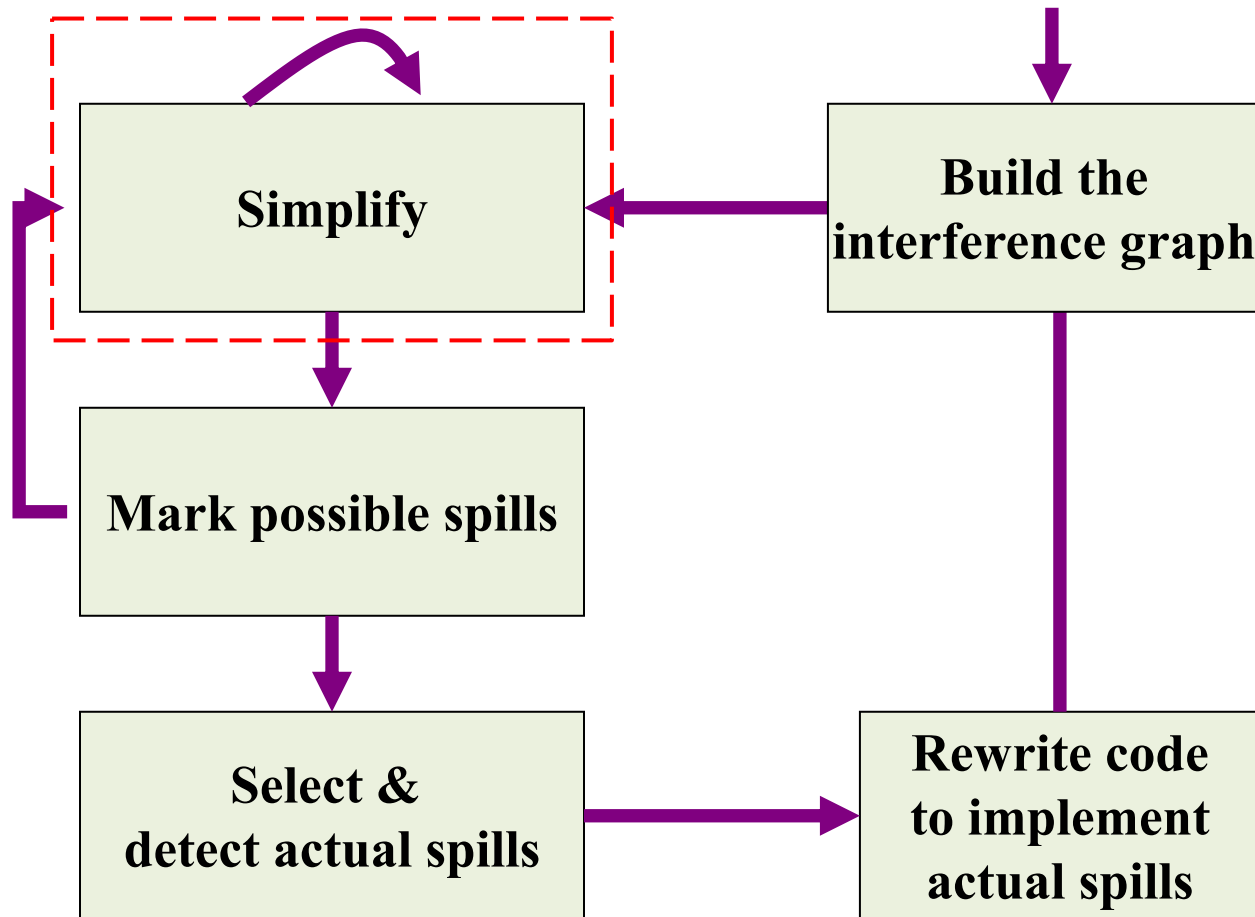 Simplify
Build the
interference graph
Mark possible spills
Select &
detect actual spills
Rewrite code
to implement
actual spills